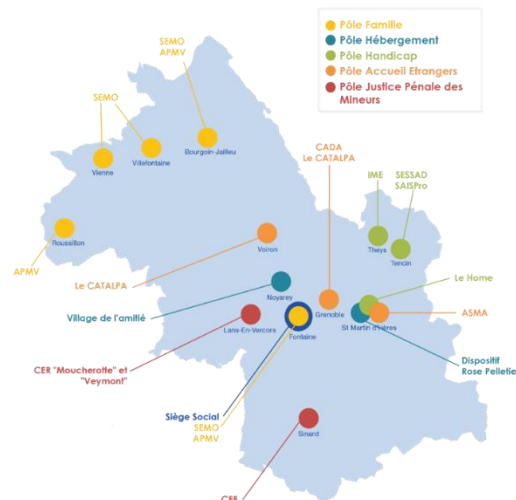 Pôle Famille
Pôle Hébergement
Pôle Handicap
Pôle Accueil Etrangers
Pôle Justice Pénale des
Mineurs
SEMO
APMV
SEMO
Bourgoin-Jailleu
Villefontaine
Vienne
CADA
Le CATALPA
IME
SESSAD
SAISPro
Roussillon
Voiron
Theys
Tencin
APMV
Le CATALPA
Noyarey
Le Home
Village de l'amitié
Lans-En-Vercors
Fontaine
Grenoble
St Martin d'Hères
ASMA
CER "Moucherotte" et
"Veymont"
Dispositif
Rose Pelletie
Siège Social
SEMO
APMV
Sinard